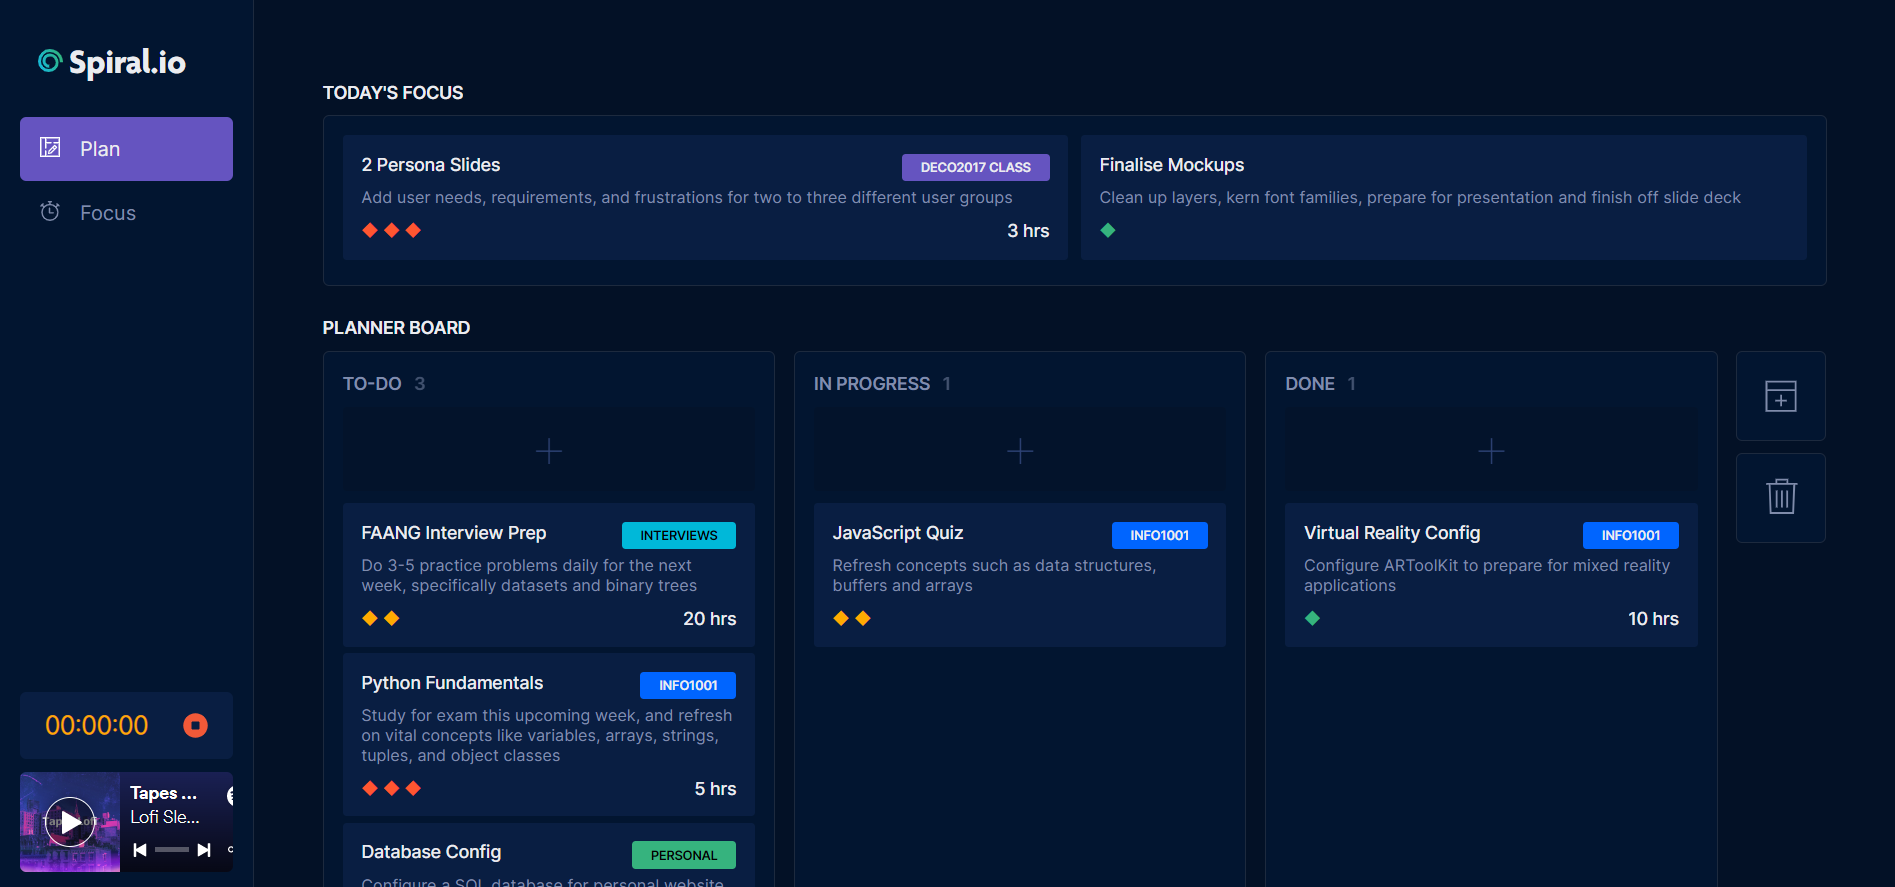 Spiral.io
Plan
Focus
TODAY'S FOCUS
2 Persona Slides
DECO2017 CLASS
Add user needs, requirements, and frustrations for two to three different user groups
3 hrs
Finalise Mockups
Clean up layers, kern font families, prepare for presentation and finish off slide deck
PLANNER BOARD
TO-DO 3
FAANG Interview Prep
INTERVIEWS
Do 3-5 practice problems daily for the next
week, specifically datasets and binary trees
20 hrs
Python Fundamentals
INFO1001
Study for exam this upcoming week, and refresh
on vital concepts like variables, arrays, strings,
tuples, and object classes
5 hrs
Database Config
PERSONAL
Configure a SQL database for personal website,
IN PROGRESS 1
JavaScript Quiz
INFO1001
Refresh concepts such as data structures,
buffers and arrays
DONE 1
Virtual Reality Config
INFO1001
Configure ARToolKit to prepare for mixed reality
applications
10 hrs
00:00:00
Tapes ...
Lofi Sle...